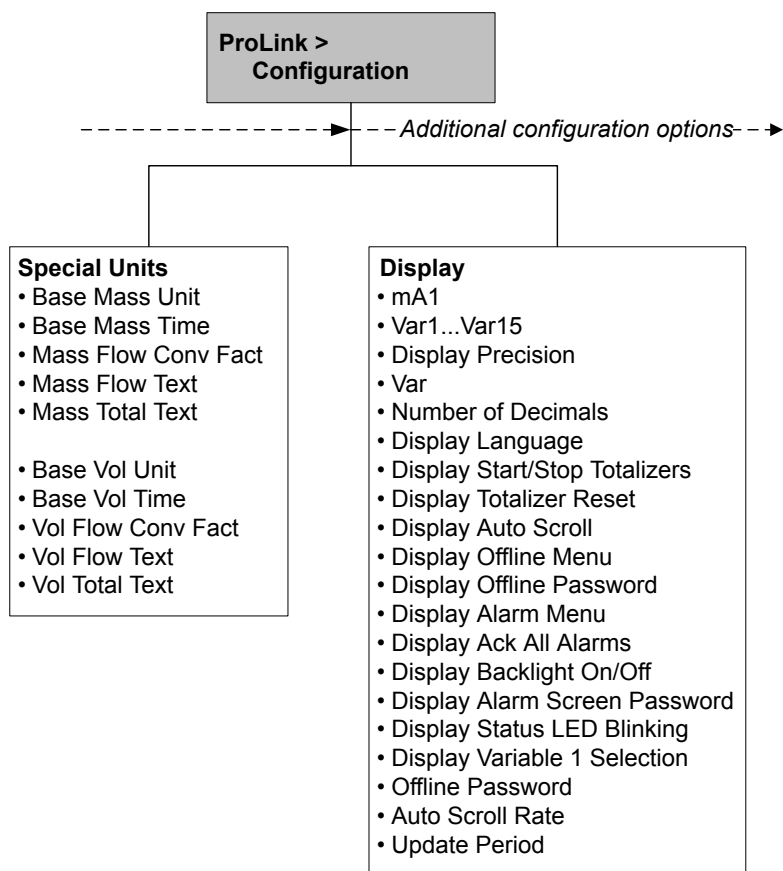 ProLink >
Configuration
Additional configuration options
Special Units
• Base Mass Unit
• Base Mass Time
• Mass Flow Conv Fact
• Mass Flow Text
• Mass Total Text
• Base Vol Unit
• Base Vol Time
• Vol Flow Conv Fact
• Vol Flow Text
• Vol Total Text
Display
• mA1
• Var1...Var15
• Display Precision
• Var
• Number of Decimals
• Display Language
• Display Start/Stop Totalizers
• Display Totalizer Reset
• Display Auto Scroll
• Display Offline Menu
• Display Offline Password
• Display Alarm Menu
• Display Ack All Alarms
• Display Backlight On/Off
• Display Alarm Screen Password
• Display Status LED Blinking
• Display Variable 1 Selection
• Offline Password
• Auto Scroll Rate
• Update Period